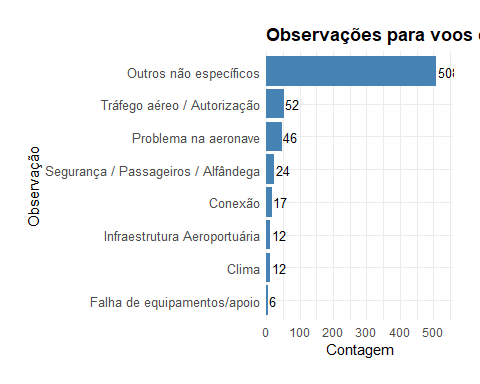 Observações para voos
Outros não específicos
508
Tráfego aéreo / Autorização
52
Problema na aeronave
46
Segurança / Passageiros / Alfândega
24
Conexão
17
Infraestrutura Aeroportuária
12
Clima
12
Falha de equipamentos/apoio
6
Observação
0 100 200 300 400 500
Contagem